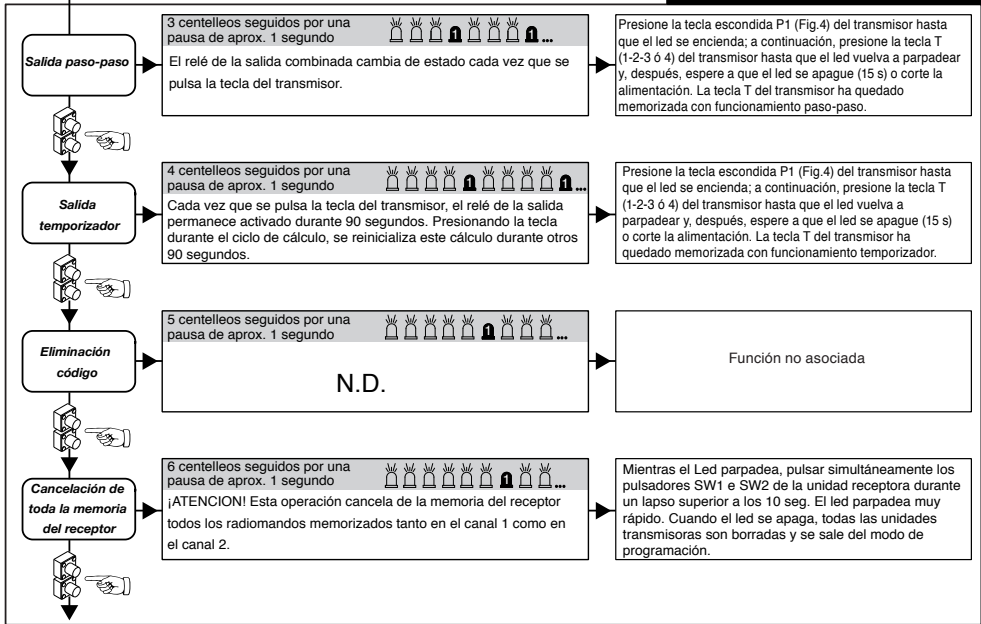 3 centelleos seguidos por una
pausa de aprox. 1 segundo
1
1...
Salida paso-paso
El relé de la salida combinada cambia de estado cada vez que se
pulsa la tecla del transmisor.
Presione la tecla escondida P1 (Fig.4) del transmisor hasta
que el led se encienda; a continuación, presione la tecla T
(1-2-3 ó 4) del transmisor hasta que el led vuelva a parpadear
y, después, espere a que el led se apague (15 s) o corte la
alimentación. La tecla T del transmisor ha quedado
memorizada con funcionamiento paso-paso.
4 centelleos seguidos por una
pausa de aprox. 1 segundo
1
1...
Salida
temporizador
Cada vez que se pulsa la tecla del transmisor, el relé de la salida
permanece activado durante 90 segundos. Presionando la tecla
durante el ciclo de cálculo, se reinicializa este cálculo durante otros
90 segundos.
Presione la tecla escondida P1 (Fig.4) del transmisor hasta
que el led se encienda; a continuación, presione la tecla T
(1-2-3 ó 4) del transmisor hasta que el led vuelva a
parpadear y, después, espere a que el led se apague (15 s)
o corte la alimentación. La tecla T del transmisor ha
quedado memorizada con funcionamiento temporizador.
5 centelleos seguidos por una
pausa de aprox. 1 segundo
1
...
Eliminación
código
N.D.
Función no asociada
6 centelleos seguidos por una
pausa de aprox. 1 segundo
1
...
Cancelación de
toda la memoria
del receptor
¡ATENCION! Esta operación cancela de la memoria del receptor
todos los radiomandos memorizados tanto en el canal 1 como en
el canal 2.
Mientras el Led parpadea, pulsar simultáneamente los
pulsadores SW1 e SW2 de la unidad receptora durante
un lapso superior a los 10 seg. El led parpadea muy
rápido. Cuando el led se apaga, todas las unidades
transmisoras son borradas y se sale del modo de
programación.